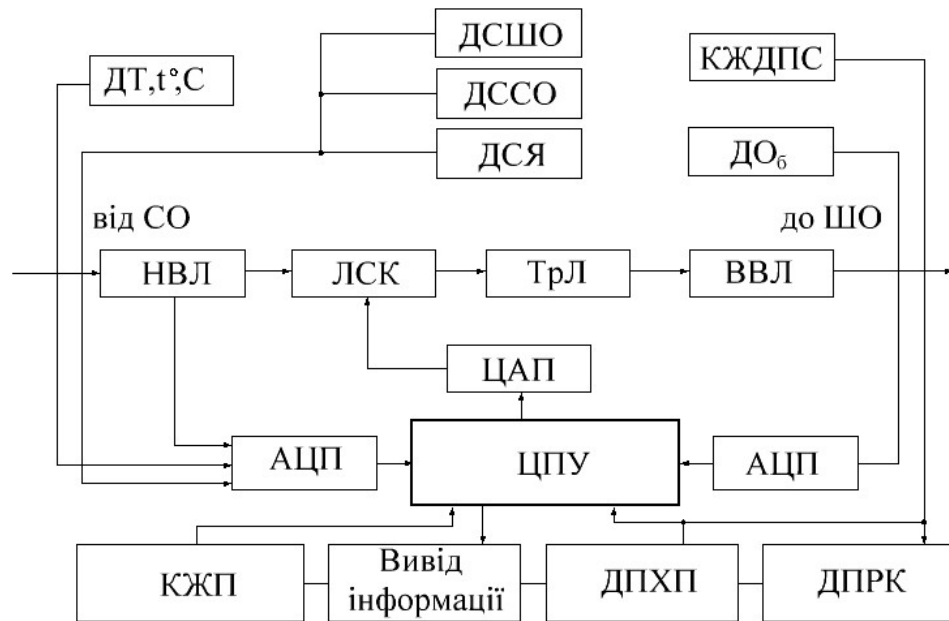 ДСШО
КЖДПС
ДТ,t°,С
ДССО
ДСЯ
ДОб
від СО
до ШО
НВЛ
ЛСК
ТрЛ
ВВЛ
ЦАП
АЦП
ЦПУ
АЦП
КЖП
Вивід
інформації
ДПХП
ДПРК